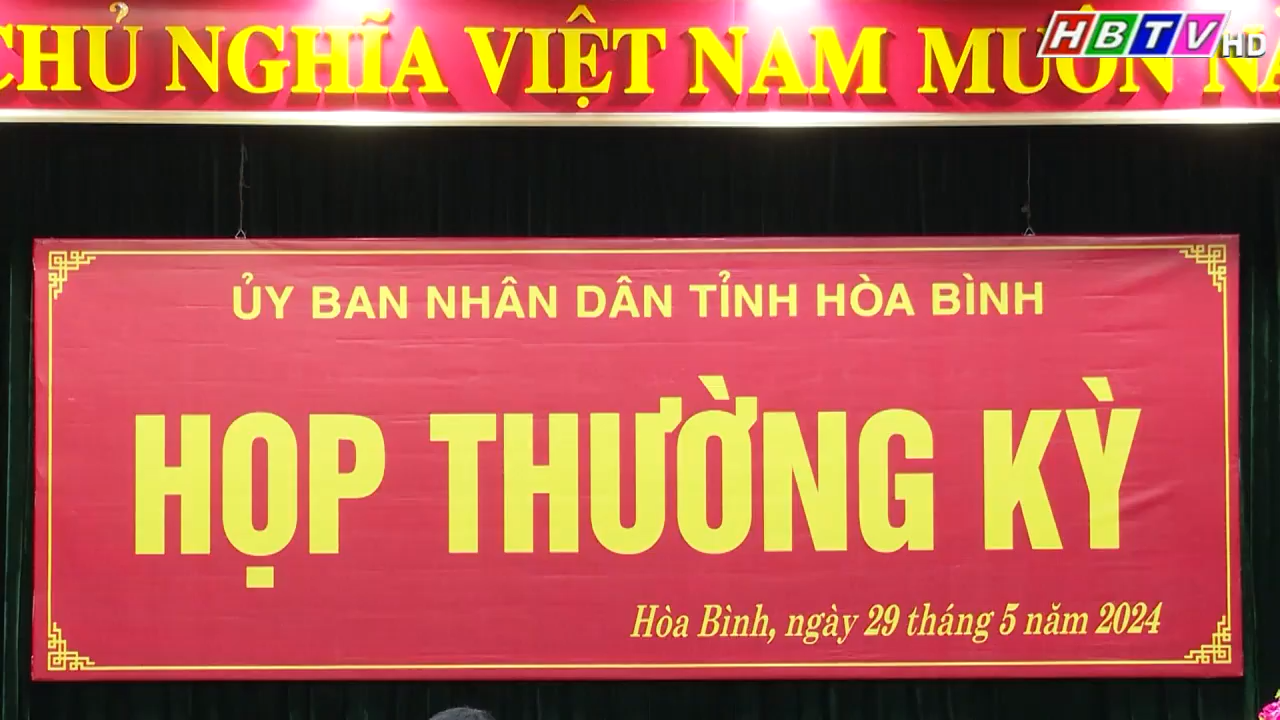 CHỦ NGHĨA VIỆT NAM MUÔN
HBTV HD
ỦY BAN NHÂN DÂN TỈNH HÒA BÌNH
HỌP THƯỜNG KỲ
Hòa Bình, ngày 29 tháng 5 năm 2024